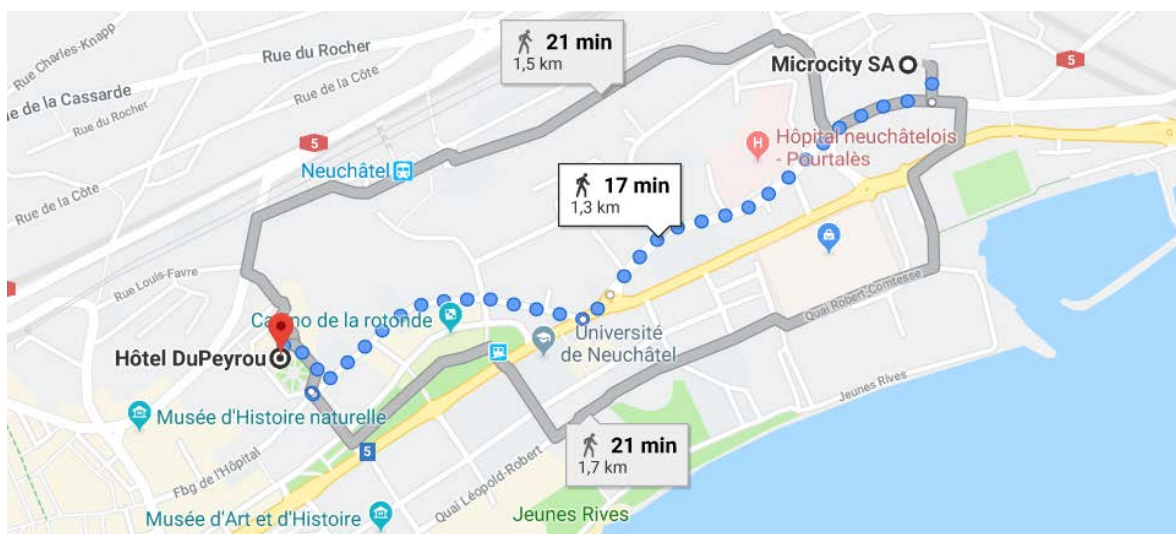 Rue Charles-Knapp
Rue du Rocher
Rue de la Côte
21 min
1,5 km
Microcity SA
5
ue de la Cassarde
Rue du Rocher
5
Neuchâtel
H
Hôpital neuchâtelois
- Pourtalès
17 min
1,3 km
Rue de la Côte
Rue Louis-Favre
Quai Robert-Comtesse
Casino de la rotonde
Université
de Neuchâtel
Hôtel DuPeyrou
Jeunes Rives
Musée d'Histoire naturelle
5
21 min
1,7 km
Fbg de l'Hôpital
Quai Léopold-Robert
Jeunes Rives
Musée d'Art et d'Histoire